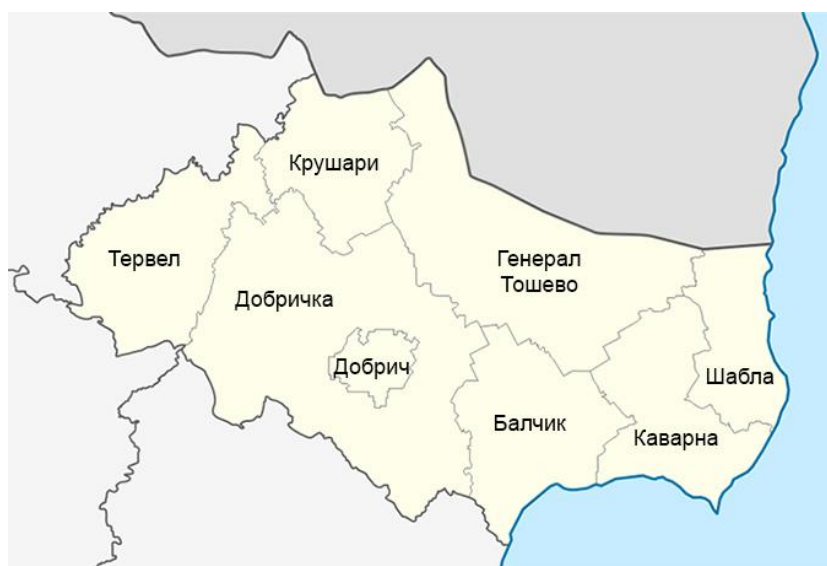 Крушари
Тервел
Генерал
Тошево
Добричка
Добрич
Шабла
Балчик
Каварна